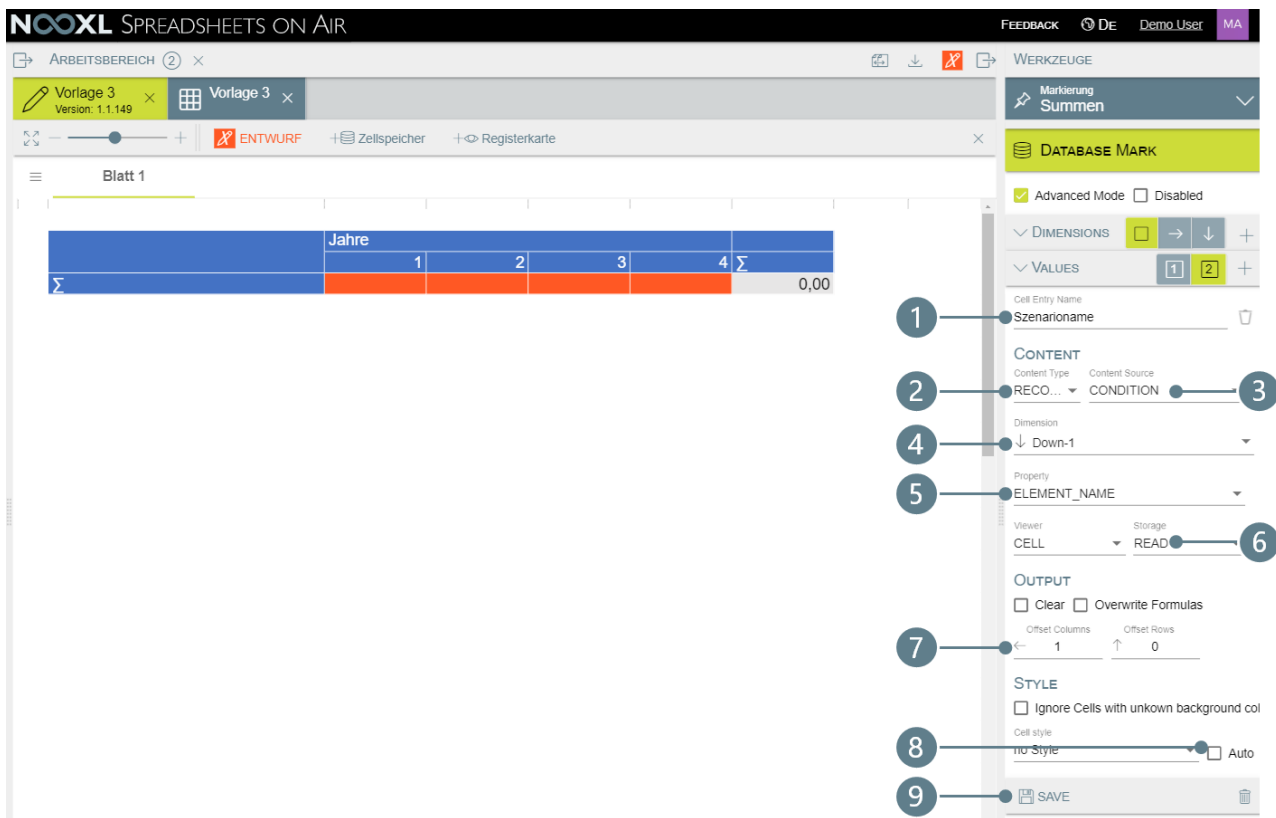 NOOXL SPREADSHEETS ON AIR
FEEDBACK DE Demo User MA
ARBEITSBEREICH 2
WERKZEUGE
Vorlage 3
Version: 1.1.149
Vorlage 3
Markierung
Summen
ENTWURF Zellspeicher Registerkarte
DATABASE MARK
Blatt 1
Advanced Mode Disabled
DIMENSIONS
Jahre
1 2 3 4 Σ
VALUES 1 2
Σ 0,00
Cell Entry Name
1 Szenarioname
CONTENT
Content Type Content Source
2 RECO... CONDITION 3
Dimension
4 Down-1
Property
5 ELEMENT_NAME
Viewer Storage
CELL READ 6
OUTPUT
Clear Overwrite Formulas
Offset Columns Offset Rows
7 1 0
STYLE
Ignore Cells with unkown background col
Cell style
8 no Style Auto
9 SAVE